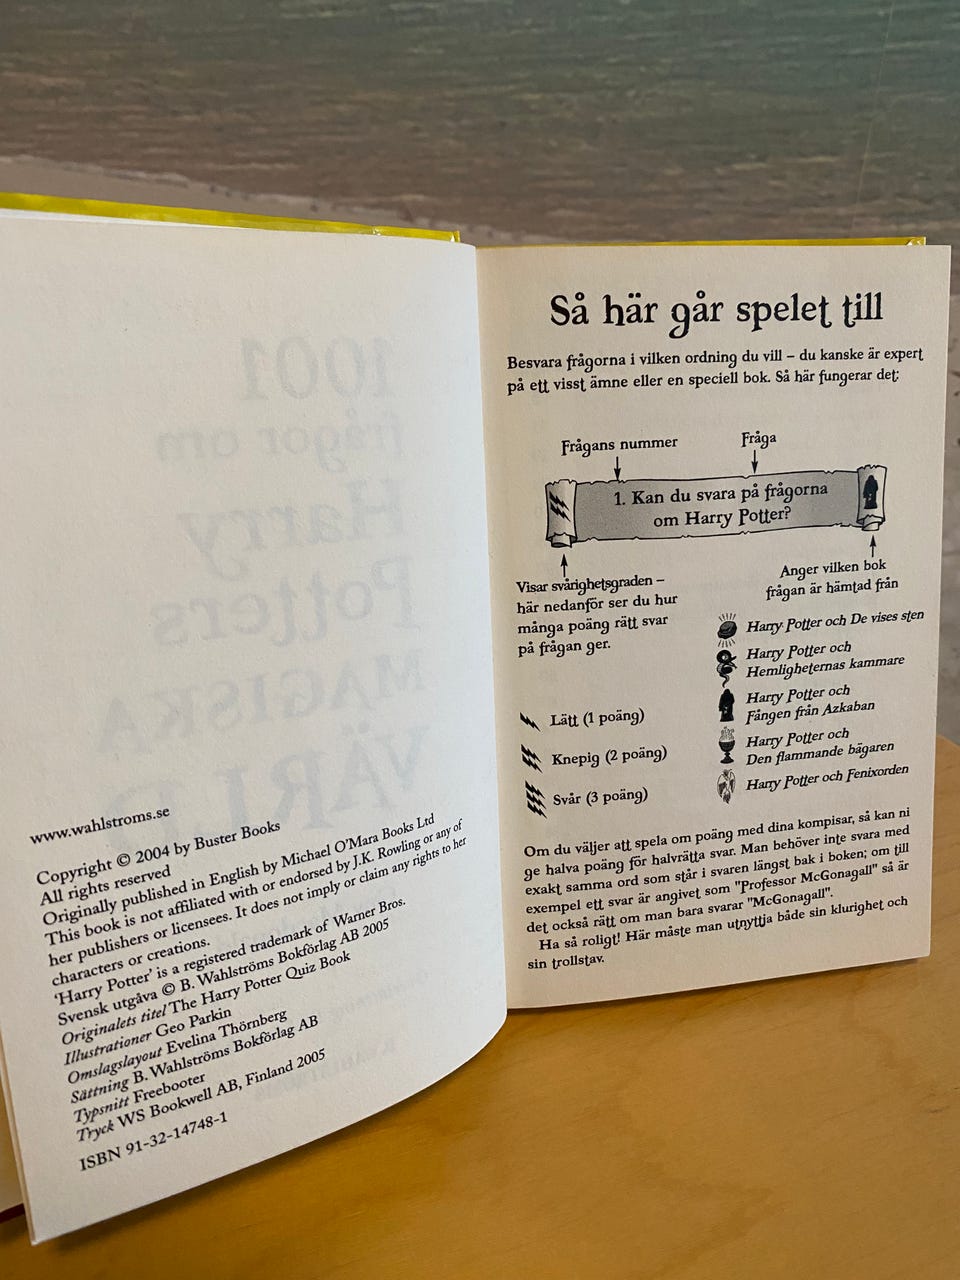 www.wahlstroms.se
Copyright © 2004 by Buster Books
All rights reserved
Originally published in English by Michael O'Mara Books Ltd
This book is not affiliated with or endorsed by J.K. Rowling or any of
her publishers or licensees. It does not imply or claim any rights to her
characters or creations.
'Harry Potter' is a registered trademark of Warner Bros.
Svensk utgåva © B. Wahlströms Bokförlag AB 2005
Originalets titel The Harry Potter Quiz Book
Illustrationer Geo Parkin
Omslagslayout Evelina Thörnberg
Sättning B. Wahlströms Bokförlag AB
Typsnitt Freebooter
Tryck WS Bookwell AB, Finland 2005
ISBN 91-32-14748-1
1001
frågor om
Harry
Potters
MAGISKA
VÄRLD
Så här går spelet till
Besvara frågorna i vilken ordning du vill – du kanske är expert
på ett visst ämne eller en speciell bok. Så här fungerar det:
Frågans nummer
Fråga
1. Kan du svara på frågorna
om Harry Potter?
Visar svårighetsgraden –
här nedanför ser du hur
många poäng rätt svar
på frågan ger.
Lätt (1 poäng)
Knepig (2 poäng)
Svår (3 poäng)
Anger vilken bok
frågan är hämtad från
Harry Potter och De vises sten
Harry Potter och
Hemligheternas kammare
Harry Potter och
Fången från Azkaban
Harry Potter och
Den flammande bägaren
Harry Potter och Fenixorden
Om du väljer att spela om poäng med dina kompisar, så kan ni
ge halva poäng för halvrätta svar. Man behöver inte svara med
exakt samma ord som står i svaren längst bak i boken; om till
exempel ett svar är angivet som "Professor McGonagall" så är
det också rätt om man bara svarar "McGonagall".
Ha så roligt! Här måste man utnyttja både sin klurighet och
sin trollstav.